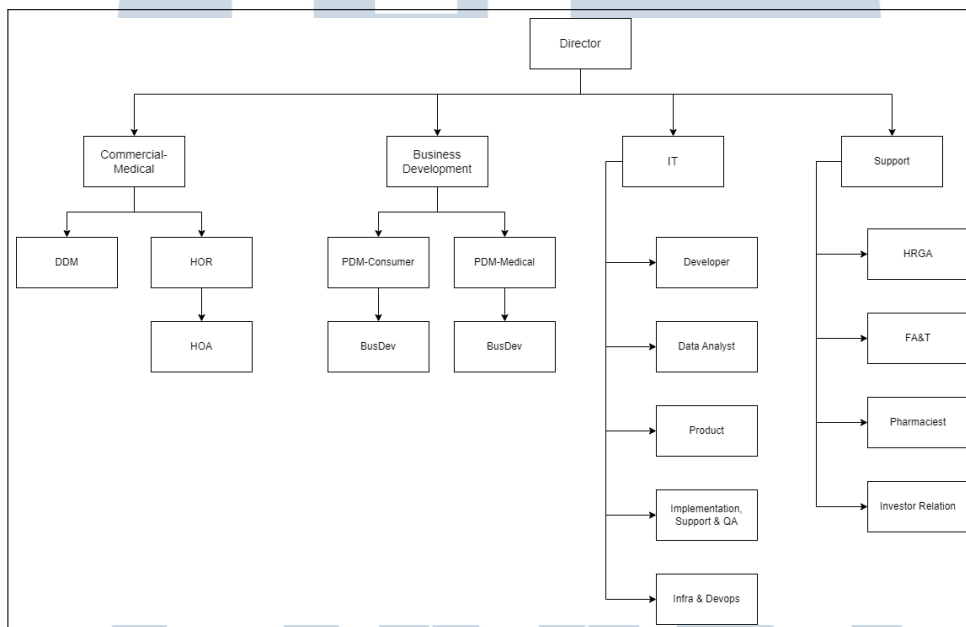 Director
Commercial-
Medical
Business
Development
IT
Support
DDM
HOR
PDM-Consumer
PDM-Medical
Developer
HRGA
HOA
BusDev
BusDev
Data Analyst
FA&T
Product
Pharmaciest
Implementation,
Support & QA
Investor Relation
Infra & Devops